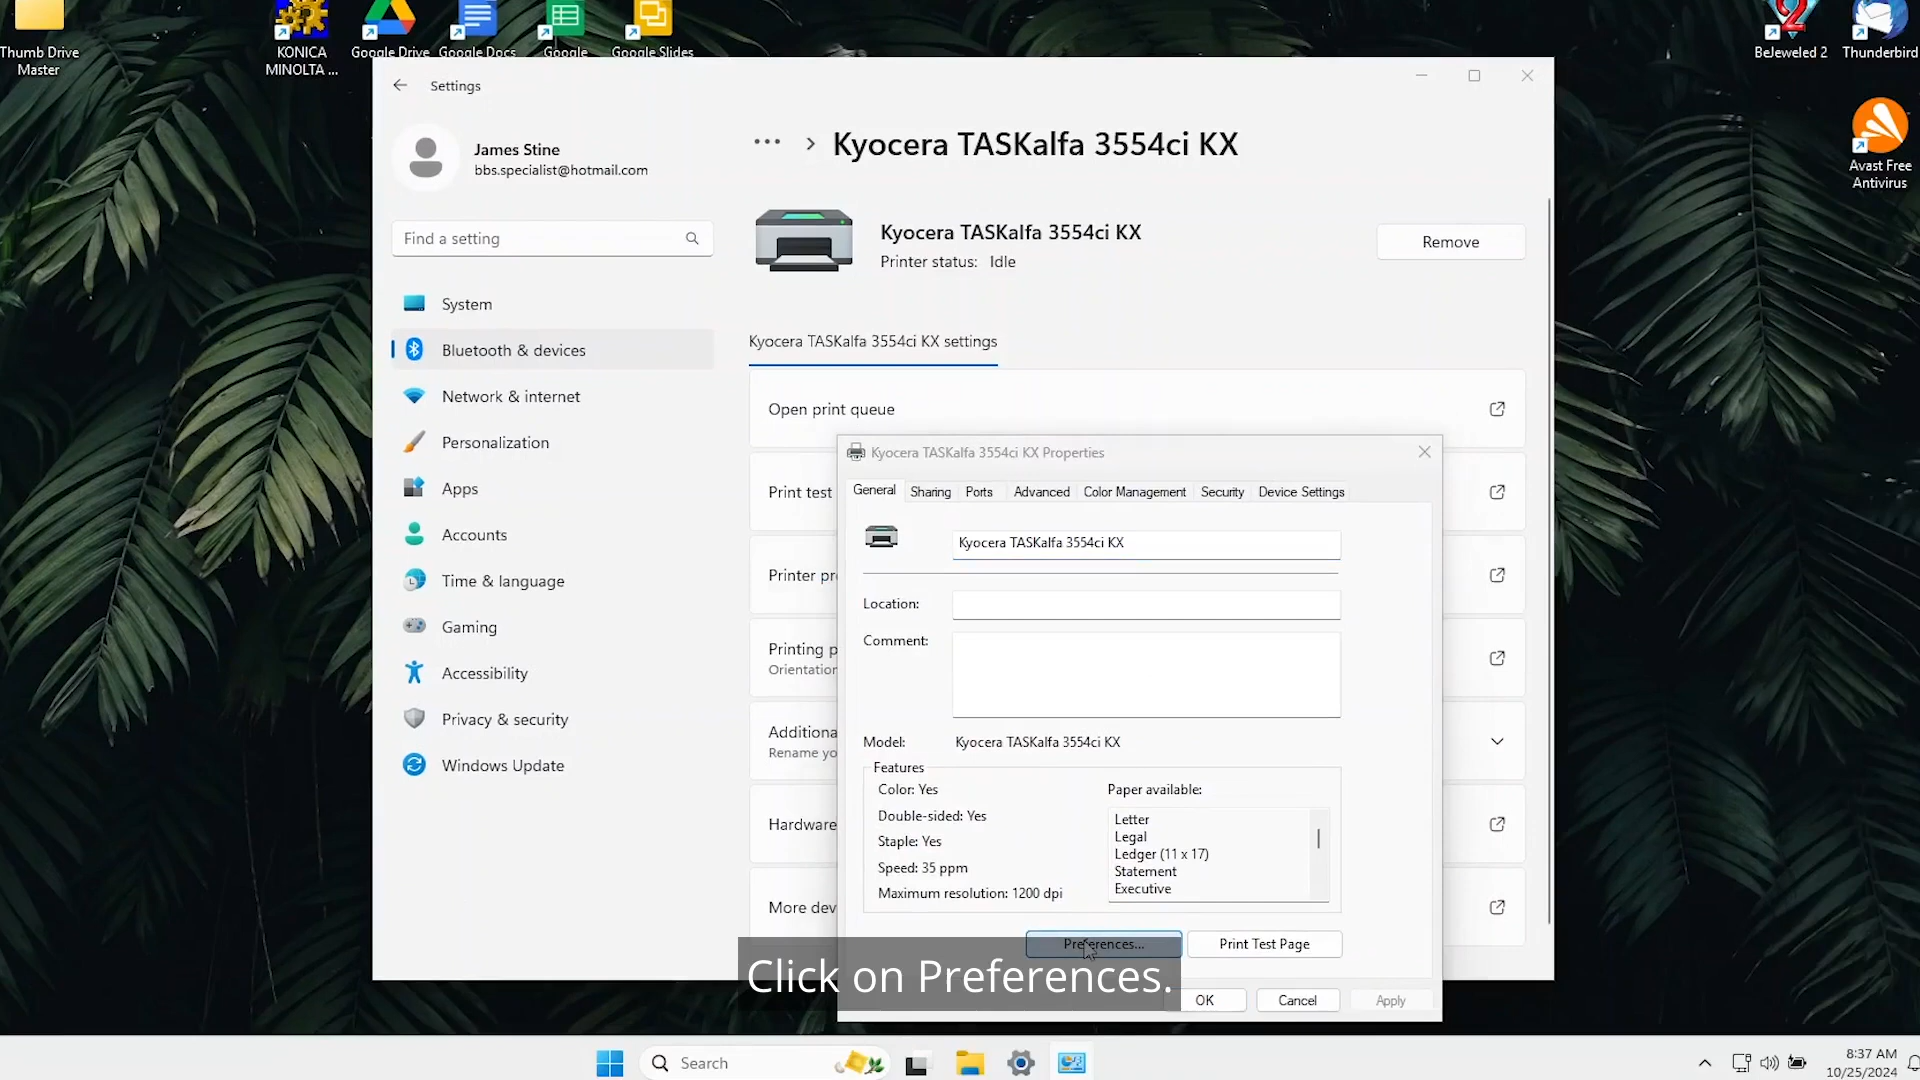 Thumb Drive
Master
KONICA
MINOLTA ...
Google Drive
Google Docs
Google
Google Slides
BeJeweled 2
Thunderbird
Avast Free
Antivirus
Settings
James Stine
bbs.specialist@hotmail.com
Find a setting
System
Bluetooth & devices
Network & internet
Personalization
Apps
Accounts
Time & language
Gaming
Accessibility
Privacy & security
Windows Update
... > Kyocera TASKalfa 3554ci KX
Kyocera TASKalfa 3554ci KX
Printer status: Idle
Remove
Kyocera TASKalfa 3554ci KX settings
Open print queue
Print test
Printer pr
Printing p
Orientation
Additiona
Rename yo
Hardware
More dev
Kyocera TASKalfa 3554ci KX Properties
General Sharing Ports Advanced Color Management Security Device Settings
Kyocera TASKalfa 3554ci KX
Location:
Comment:
Model: Kyocera TASKalfa 3554ci KX
Features
Color: Yes
Double-sided: Yes
Staple: Yes
Speed: 35 ppm
Maximum resolution: 1200 dpi
Paper available:
Letter
Legal
Ledger (11 x 17)
Statement
Executive
Preferences... Print Test Page
OK Cancel Apply
Click on Preferences.
Search
8:37 AM
10/25/2024